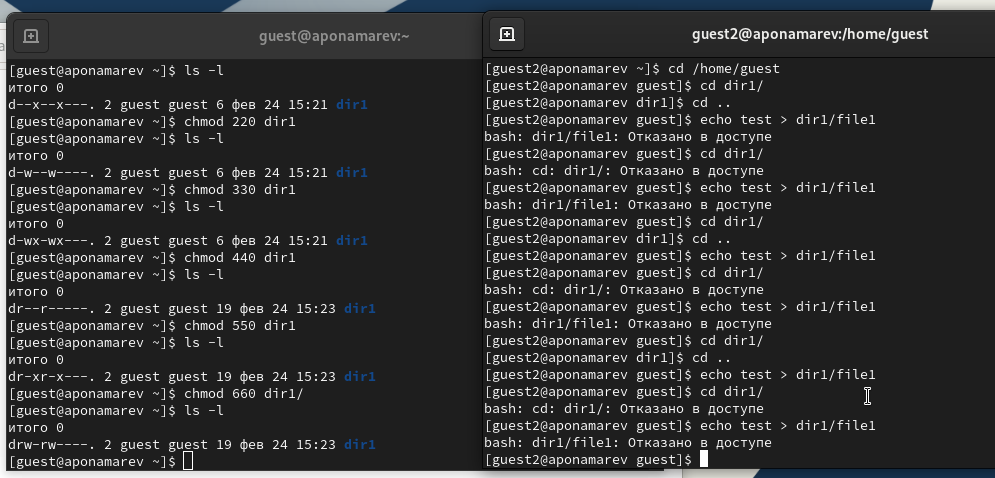 guest@aponamarev:~
[guest@aponamarev ~]$ ls -l
итого 0
d--x--x---. 2 guest guest 6 фев 24 15:21 dir1
[guest@aponamarev ~]$ chmod 220 dir1
[guest@aponamarev ~]$ ls -l
итого 0
d-w--w----. 2 guest guest 6 фев 24 15:21 dir1
[guest@aponamarev ~]$ chmod 330 dir1
[guest@aponamarev ~]$ ls -l
итого 0
d-wx-wx---. 2 guest guest 6 фев 24 15:21 dir1
[guest@aponamarev ~]$ chmod 440 dir1
[guest@aponamarev ~]$ ls -l
итого 0
dr--r-----. 2 guest guest 19 фев 24 15:23 dir1
[guest@aponamarev ~]$ chmod 550 dir1
[guest@aponamarev ~]$ ls -l
итого 0
dr-xr-x---. 2 guest guest 19 фев 24 15:23 dir1
[guest@aponamarev ~]$ chmod 660 dir1/
[guest@aponamarev ~]$ ls -l
итого 0
drw-rw----. 2 guest guest 19 фев 24 15:23 dir1
[guest@aponamarev ~]$
guest2@aponamarev:/home/guest
[guest2@aponamarev ~]$ cd /home/guest
[guest2@aponamarev guest]$ cd dir1/
[guest2@aponamarev dir1]$ cd ..
[guest2@aponamarev guest]$ echo test > dir1/file1
bash: dir1/file1: Отказано в доступе
[guest2@aponamarev guest]$ cd dir1/
bash: cd: dir1/: Отказано в доступе
[guest2@aponamarev guest]$ echo test > dir1/file1
bash: dir1/file1: Отказано в доступе
[guest2@aponamarev guest]$ cd dir1/
[guest2@aponamarev dir1]$ cd ..
[guest2@aponamarev guest]$ echo test > dir1/file1
[guest2@aponamarev guest]$ cd dir1/
bash: cd: dir1/: Отказано в доступе
[guest2@aponamarev guest]$ echo test > dir1/file1
bash: dir1/file1: Отказано в доступе
[guest2@aponamarev guest]$ cd dir1/
[guest2@aponamarev dir1]$ cd ..
[guest2@aponamarev guest]$ echo test > dir1/file1
[guest2@aponamarev guest]$ cd dir1/
bash: cd: dir1/: Отказано в доступе
[guest2@aponamarev guest]$ echo test > dir1/file1
bash: dir1/file1: Отказано в доступе
[guest2@aponamarev guest]$